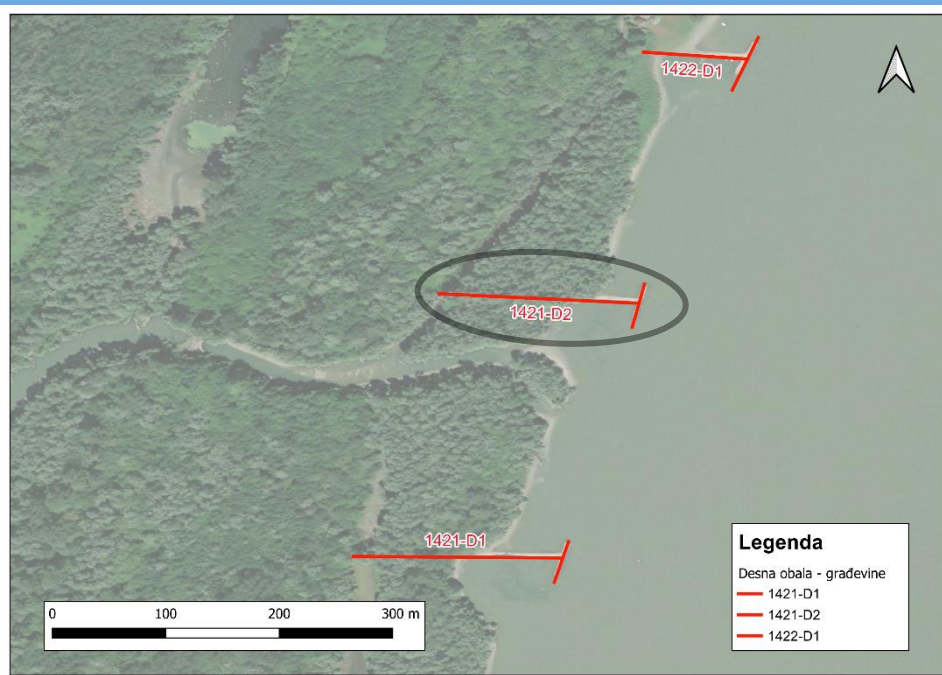 1422-D1
1421-D2
1421-D1
Legenda
Desna obala - građevine
1421-D1
1421-D2
1422-D1
0 100 200 300 m